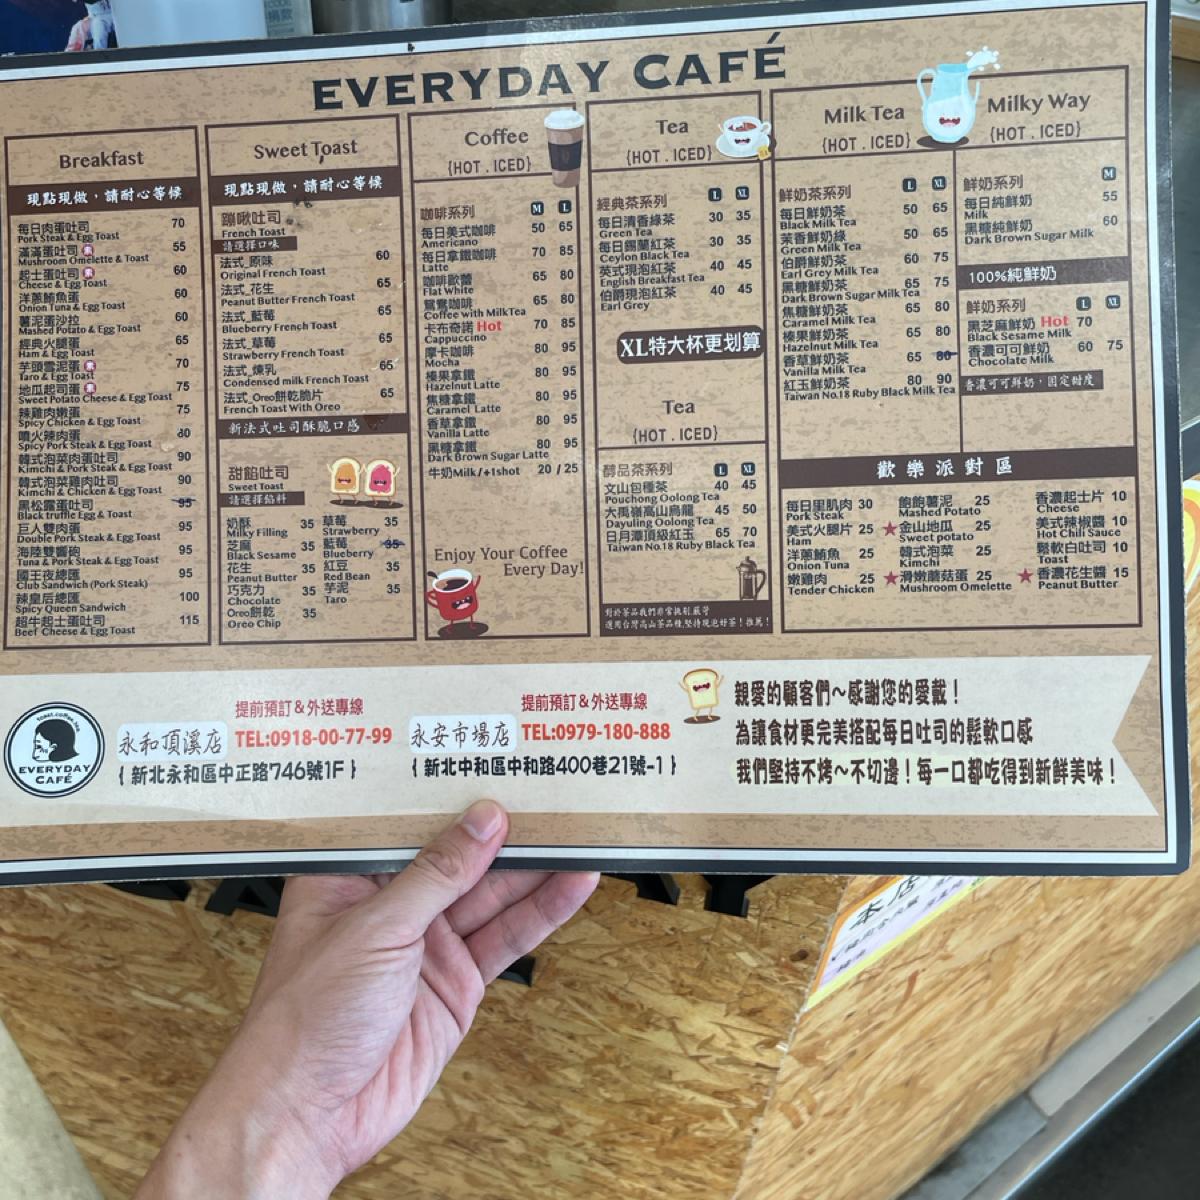 EVERYDAY CAFÉ
Breakfast
現點現做，請耐心等候
每日肉蛋吐司 70
Pork Steak & Egg Toast
滿滿蛋吐司 素 55
Mushroom Omelette & Toast
起士蛋吐司 素 60
Cheese & Egg Toast
洋蔥鮪魚蛋 60
Onion Tuna & Egg Toast
薯泥蛋沙拉 60
Mashed Potato & Egg Toast
經典火腿蛋 65
Ham & Egg Toast
芋頭雪泥蛋 素 70
Taro & Egg Toast
地瓜起司蛋 素 75
Sweet Potato Cheese & Egg Toast
辣雞肉嫩蛋 75
Spicy Chicken & Egg Toast
噴火辣肉蛋 80
Spicy Pork Steak & Egg Toast
韓式泡菜肉蛋吐司 90
Kimchi & Pork Steak & Egg Toast
韓式泡菜雞肉吐司 90
Kimchi & Chicken & Egg Toast
黑松露蛋吐司 95
Black truffle Egg & Toast
巨人雙肉蛋 95
Double Pork Steak & Egg Toast
海陸雙響砲 95
Tuna & Pork Steak & Egg Toast
國王夜總匯 95
Club Sandwich (Pork Steak)
辣皇后總匯 100
Spicy Queen Sandwich
超牛起士蛋吐司 115
Beef Cheese & Egg Toast
Sweet Toast
現點現做，請耐心等候
蹦啾吐司
French Toast
請選擇口味
法式_原味 60
Original French Toast
法式_花生 65
Peanut Butter French Toast
法式_藍莓 65
Blueberry French Toast
法式_草莓 65
Strawberry French Toast
法式_煉乳 65
Condensed milk French Toast
法式_Oreo餅乾脆片 65
French Toast With Oreo
新法式吐司酥脆口感
甜餡吐司
Sweet Toast
請選擇餡料
奶酥 35 草莓 35
Milky Filling Strawberry
芝麻 35 藍莓 35
Black Sesame Blueberry
花生 35 紅豆 35
Peanut Butter Red Bean
巧克力 35 芋泥 35
Chocolate Taro
Oreo餅乾 35
Oreo Chip
Coffee
{HOT . ICED}
咖啡系列 M L
每日美式咖啡 50 65
Americano
每日拿鐵咖啡 70 85
Latte
咖啡歐蕾 65 80
Flat White
鴛鴦咖啡 65 80
Coffee with Milk Tea
卡布奇諾 Hot 70 85
Cappuccino
摩卡咖啡 80 95
Mocha
榛果拿鐵 80 95
Hazelnut Latte
焦糖拿鐵 80 95
Caramel Latte
香草拿鐵 80 95
Vanilla Latte
黑糖拿鐵 80 95
Dark Brown Sugar Latte
牛奶Milk/+1shot 20 / 25
Enjoy Your Coffee
Every Day!
Tea
{HOT . ICED}
經典茶系列 L XL
每日清香綠茶 30 35
Green Tea
每日錫蘭紅茶 30 35
Ceylon Black Tea
英式現泡紅茶 40 45
English Breakfast Tea
伯爵現泡紅茶 40 45
Earl Grey
XL特大杯更划算
Tea
{HOT . ICED}
醇品茶系列 L XL
文山包種茶 40 45
Pouchong Oolong Tea
大禹嶺高山烏龍 45 50
Dayuling Oolong Tea
日月潭頂級紅玉 65 70
Taiwan No.18 Ruby Black Tea
對於茶品我們非常挑剔嚴苛
選用台灣高山茶品種,堅持現泡好茶！推薦！
Milk Tea
{HOT . ICED}
鮮奶茶系列 L XL
每日鮮奶茶 50 65
Black Milk Tea
茉香鮮奶綠 50 65
Green Milk Tea
伯爵鮮奶茶 60 75
Earl Grey Milk Tea
黑糖鮮奶茶 65 75
Dark Brown Sugar Milk Tea
焦糖鮮奶茶 65 80
Caramel Milk Tea
榛果鮮奶茶 65 80
Hazelnut Milk Tea
香草鮮奶茶 65 80
Vanilla Milk Tea
紅玉鮮奶茶 80 90
Taiwan No.18 Ruby Black Milk Tea
Milky Way
{HOT . ICED}
鮮奶系列 M
每日純鮮奶 55
Milk
黑糖純鮮奶 60
Dark Brown Sugar Milk
100%純鮮奶
鮮奶系列 L XL
黑芝麻鮮奶 Hot 70
Black Sesame Milk
香濃可可鮮奶 60 75
Chocolate Milk
香濃可可鮮奶，固定甜度
歡樂派對區
每日里肌肉 30 飽飽薯泥 25 香濃起士片 10
Pork Steak Mashed Potato Cheese
美式火腿片 25 ★金山地瓜 25 美式辣椒醬 10
Ham Sweet potato Hot Chili Sauce
洋蔥鮪魚 25 韓式泡菜 25 鬆軟白吐司 10
Onion Tuna Kimchi Toast
嫩雞肉 25 ★滑嫩蘑菇蛋 25 ★香濃花生醬 15
Tender Chicken Mushroom Omelette Peanut Butter
EVERYDAY CAFÉ
永和頂溪店
提前預訂＆外送專線
TEL:0918-00-77-99
{ 新北永和區中正路746號1F }
永安市場店
提前預訂＆外送專線
TEL:0979-180-888
{ 新北中和區中和路400巷21號-1 }
親愛的顧客們～感謝您的愛戴！
為讓食材更完美搭配每日吐司的鬆軟口感
我們堅持不烤～不切邊！每一口都吃得到新鮮美味！
本店